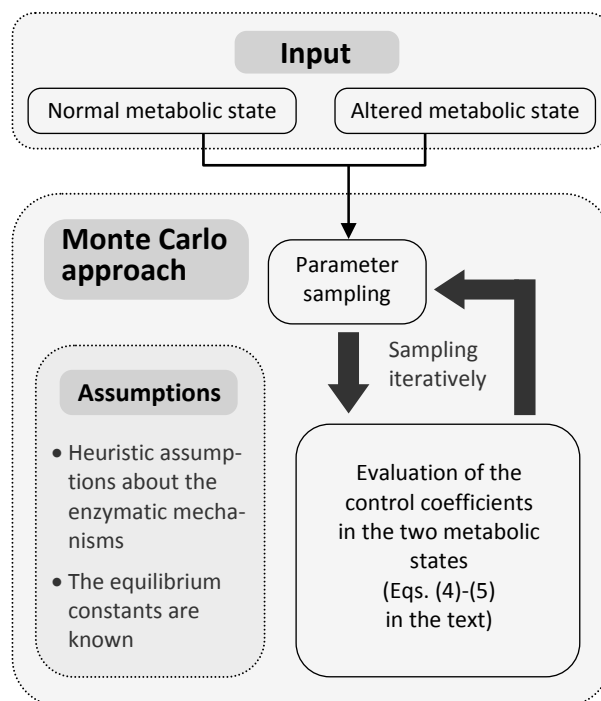 Input
Normal metabolic state
Altered metabolic state
Monte Carlo
approach
Parameter
sampling
Sampling
iteratively
Assumptions
• Heuristic assump-
tions about the
enzymatic mecha-
nisms
• The equilibrium
constants are
known
Evaluation of the
control coefficients
in the two metabolic
states
(Eqs. (4)-(5)
in the text)